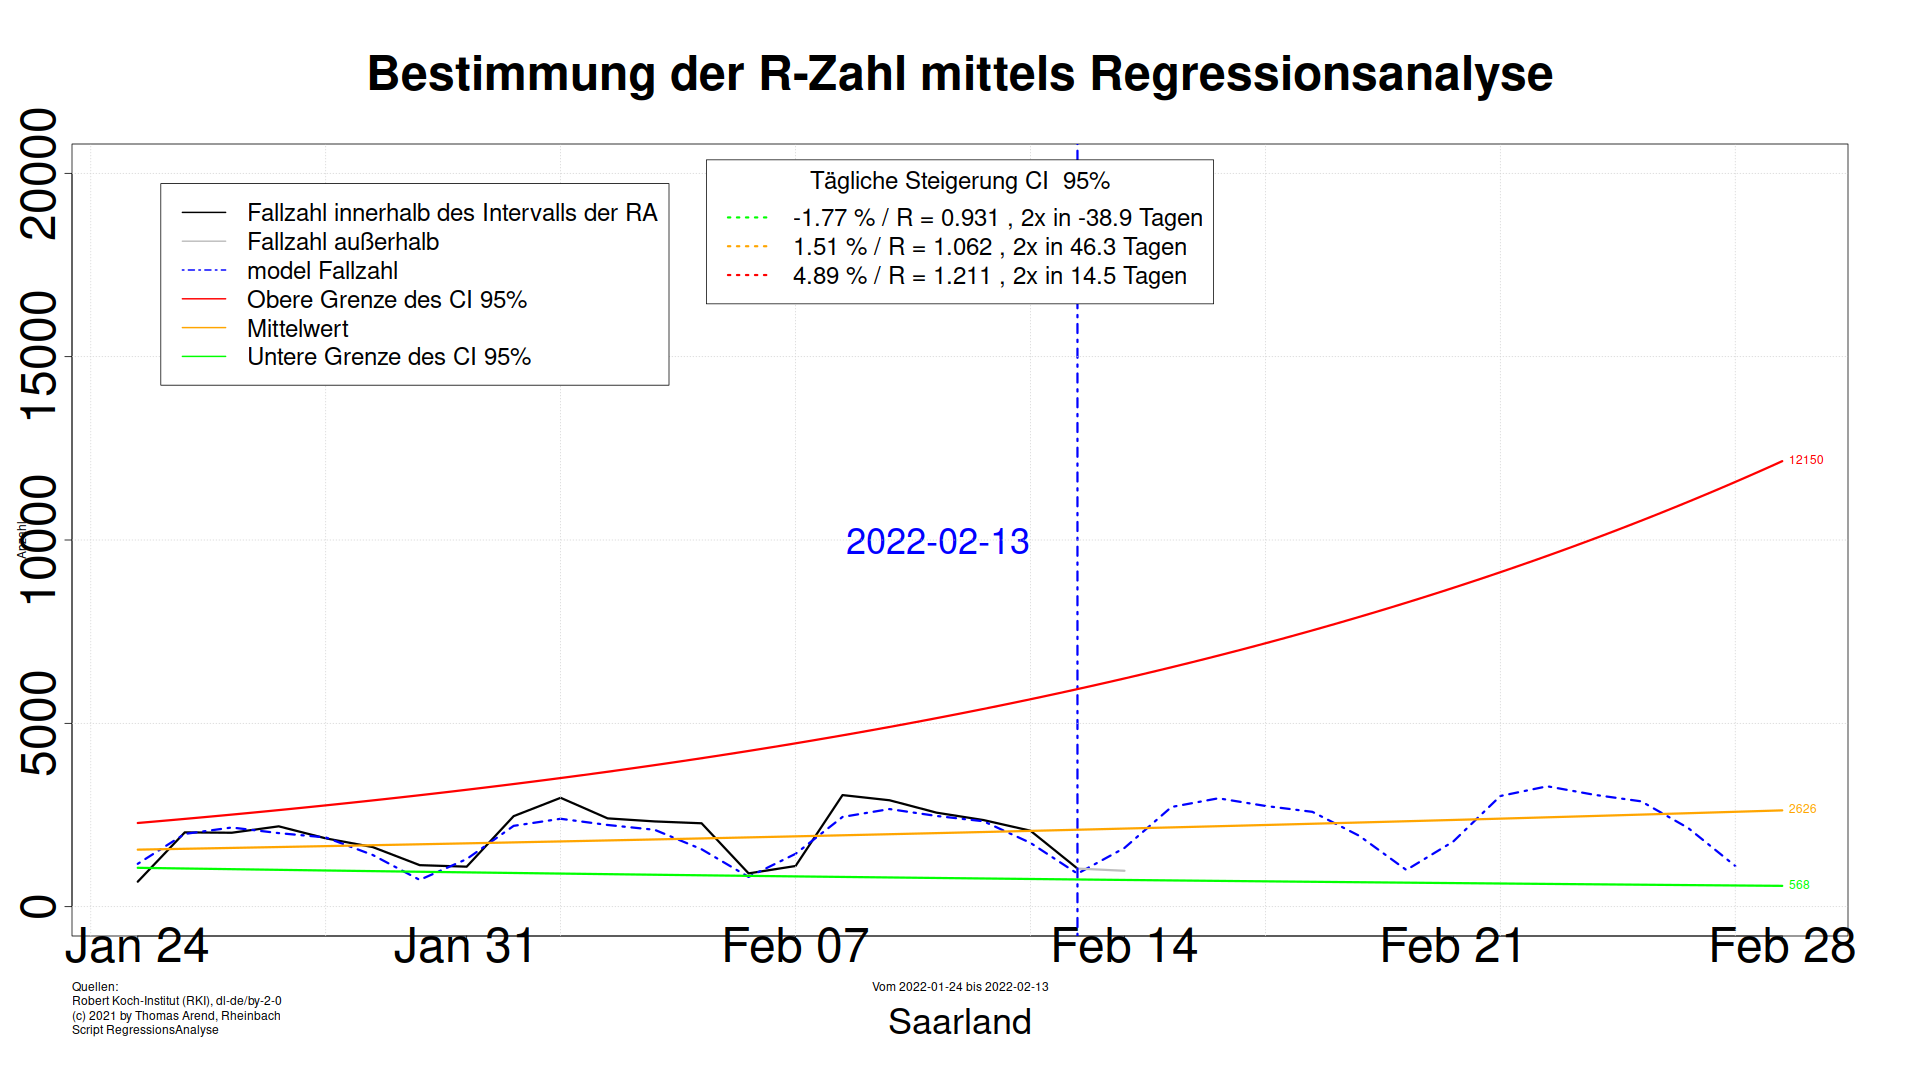 Bestimmung der R-Zahl mittels Regressionsanalyse
Fallzahl innerhalb des Intervalls der RA
Fallzahl außerhalb
model Fallzahl
Obere Grenze des CI 95%
Mittelwert
Untere Grenze des CI 95%
Tägliche Steigerung CI  95%
-1.77 % / R = 0.931 , 2x in -38.9 Tagen
1.51 % / R = 1.062 , 2x in 46.3 Tagen
4.89 % / R = 1.211 , 2x in 14.5 Tagen
20000
15000
10000
5000
0
Anzahl
2022-02-13
12150
2626
568
Jan 24
Jan 31
Feb 07
Feb 14
Feb 21
Feb 28
Quellen:
Robert Koch-Institut (RKI), dl-de/by-2-0
(c) 2021 by Thomas Arend, Rheinbach
Script RegressionsAnalyse
Vom 2022-01-24 bis 2022-02-13
Saarland